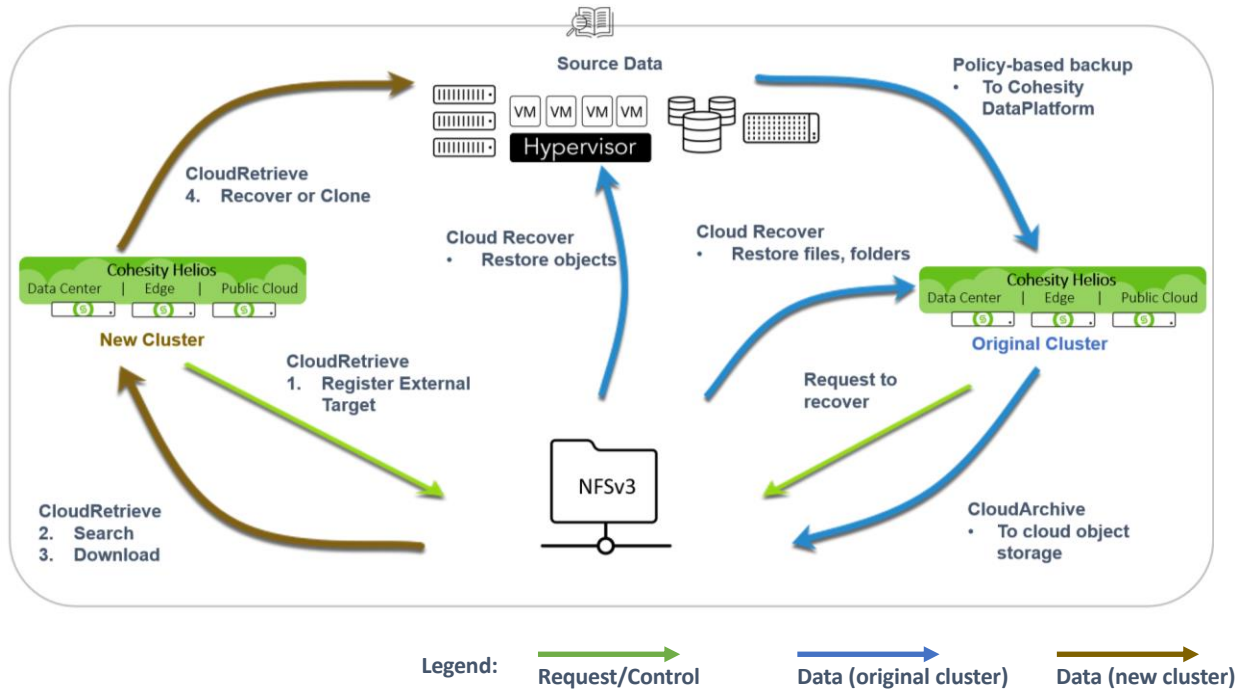 Source Data
VM VM VM VM
Hypervisor
Policy-based backup
• To Cohesity
DataPlatform
CloudRetrieve
4. Recover or Clone
Cloud Recover
• Restore objects
Cloud Recover
• Restore files, folders
Cohesity Helios
Data Center | Edge | Public Cloud
New Cluster
Cohesity Helios
Data Center | Edge | Public Cloud
Original Cluster
CloudRetrieve
1. Register External
Target
Request to
recover
NFSv3
CloudRetrieve
2. Search
3. Download
CloudArchive
• To cloud object
storage
Legend:
Request/Control
Data (original cluster)
Data (new cluster)